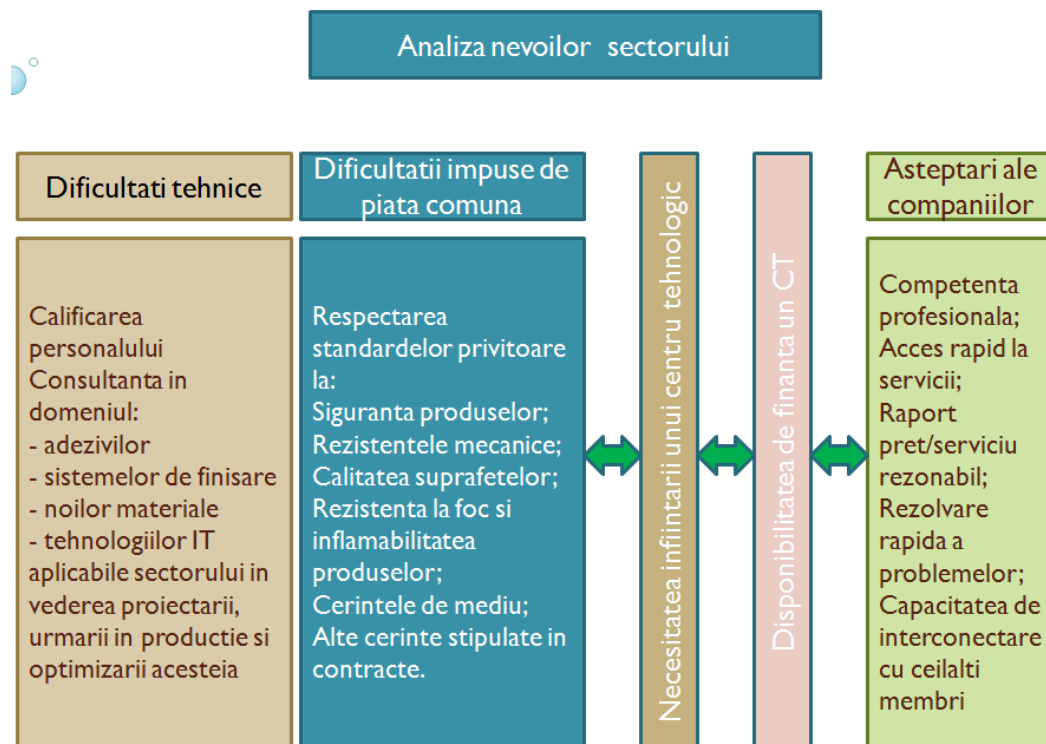 Analiza nevoilor sectorului
Dificultati tehnice
Calificarea
personalului
Consultanta in
domeniul:
- adezivilor
- sistemelor de finisare
- noilor materiale
- tehnologiilor IT
aplicabile sectorului in
vederea proiectarii,
urmarii in productie si
optimizarii acesteia
Dificultatii impuse de
piata comuna
Respectarea
standardelor privitoare
la:
Siguranta produselor;
Rezistentele mecanice;
Calitatea suprafetelor;
Rezistenta la foc si
inflamabilitatea
produselor;
Cerintele de mediu;
Alte cerinte stipulate in
contracte.
Necesitatea infiintarii unui centru tehnologic
Disponibilitatea de finanta un CT
Asteptari ale
companiilor
Competenta
profesionala;
Acces rapid la
servicii;
Raport
pret/serviciu
rezonabil;
Rezolvare
rapida a
problemelor;
Capacitatea de
interconectare
cu ceilalti
membri